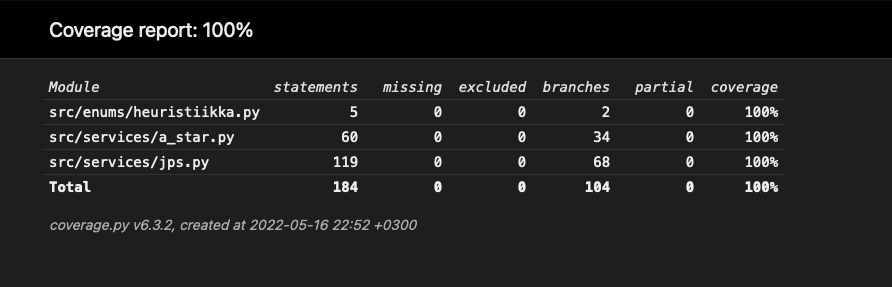 Coverage report: 100%
Module statements missing excluded branches partial coverage
src/enums/heuristiikka.py 5 0 0 2 0 100%
src/services/a_star.py 60 0 0 34 0 100%
src/services/jps.py 119 0 0 68 0 100%
Total 184 0 0 104 0 100%
coverage.py v6.3.2, created at 2022-05-16 22:52 +0300